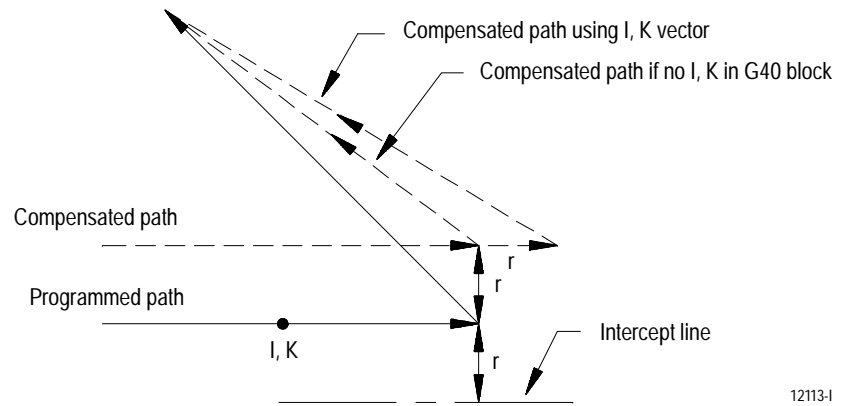 Compensated path using I, K vector
Compensated path if no I, K in G40 block
Compensated path
r
r
Programmed path
I, K
Intercept line
r
12113-I